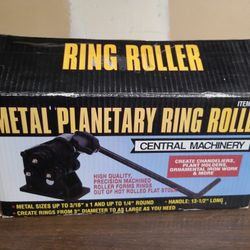 RING ROLLER
ITEM
METAL PLANETARY RING ROLLE
CENTRAL MACHINERY
CREATE CHANDELIERS,
PLANT HOLDERS,
ORNAMENTAL IRON WORK
& MORE
HIGH QUALITY,
PRECISION MACHINED
ROLLER FORMS RINGS
OUT OF HOT ROLLED FLAT STOCK
• METAL SIZES UP TO 3/16" x 1 AND UP TO 1/4" ROUND
• HANDLE: 13-1/2" LONG
• CREATE RINGS FROM 5" DIAMETER TO AS LARGE AS YOU NEED